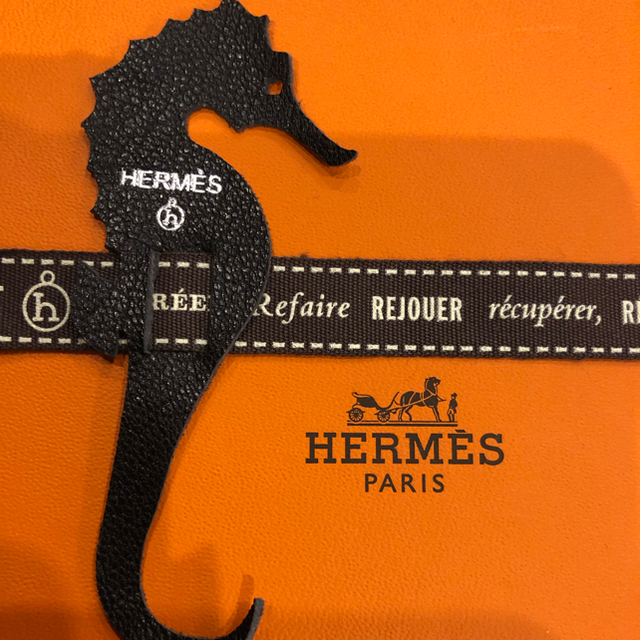 HERMÈS
h
h RÉE Refaire REJOUER récupérer, R
HERMÈS
PARIS